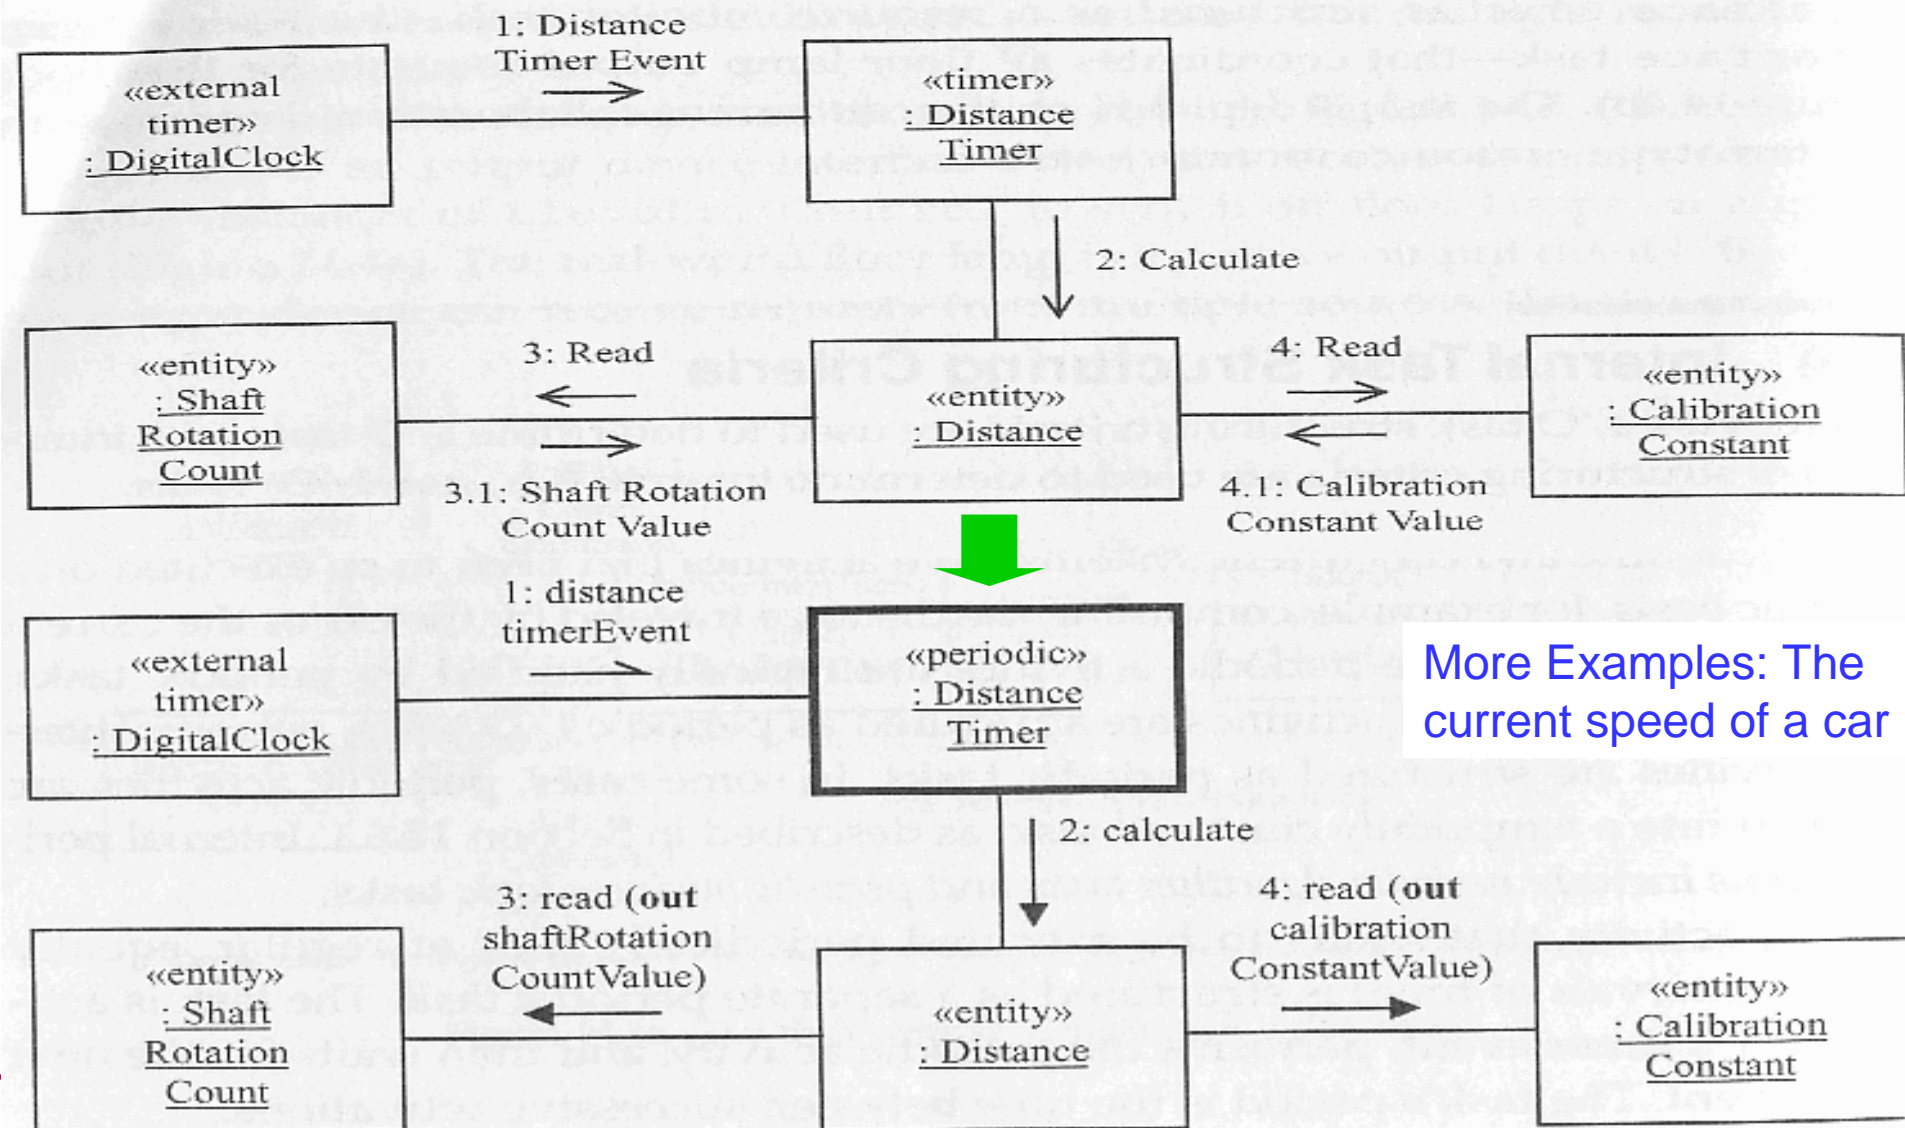 1: Distance
Timer Event
«external
timer»
: DigitalClock
«timer»
: Distance
Timer
2: Calculate
«entity»
: Shaft
Rotation
Count
3: Read
3.1: Shaft Rotation
Count Value
«entity»
: Distance
4: Read
4.1: Calibration
Constant Value
«entity»
: Calibration
Constant
1: distance
timerEvent
«external
timer»
: DigitalClock
«periodic»
: Distance
Timer
More Examples: The
current speed of a car
2: calculate
«entity»
: Shaft
Rotation
Count
3: read (out
shaftRotation
CountValue)
«entity»
: Distance
4: read (out
calibration
ConstantValue)
«entity»
: Calibration
Constant